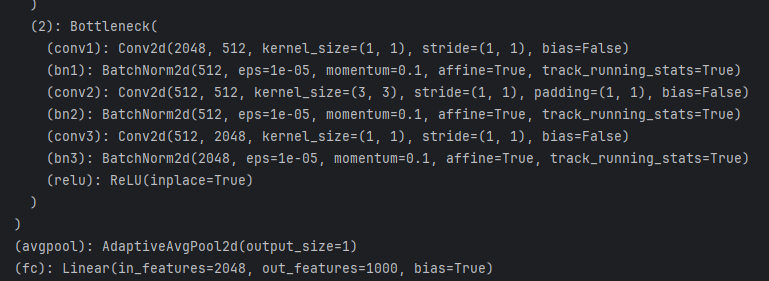 )
(2): Bottleneck(
(conv1): Conv2d(2048, 512, kernel_size=(1, 1), stride=(1, 1), bias=False)
(bn1): BatchNorm2d(512, eps=1e-05, momentum=0.1, affine=True, track_running_stats=True)
(conv2): Conv2d(512, 512, kernel_size=(3, 3), stride=(1, 1), padding=(1, 1), bias=False)
(bn2): BatchNorm2d(512, eps=1e-05, momentum=0.1, affine=True, track_running_stats=True)
(conv3): Conv2d(512, 2048, kernel_size=(1, 1), stride=(1, 1), bias=False)
(bn3): BatchNorm2d(2048, eps=1e-05, momentum=0.1, affine=True, track_running_stats=True)
(relu): ReLU(inplace=True)
)
)
(avgpool): AdaptiveAvgPool2d(output_size=1)
(fc): Linear(in_features=2048, out_features=1000, bias=True)